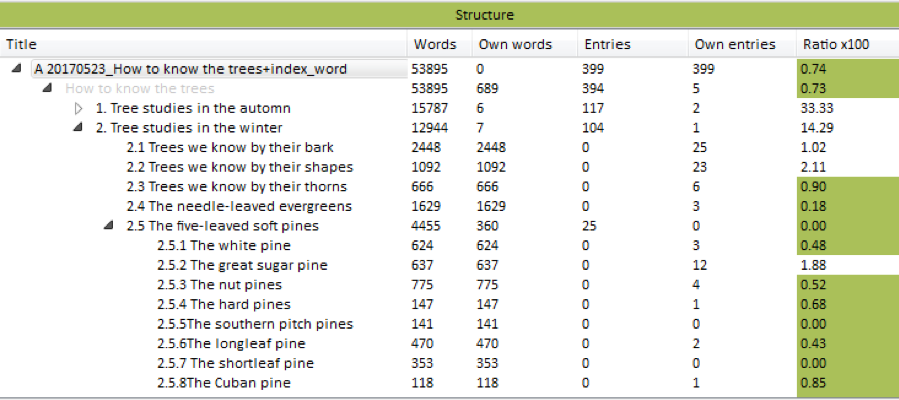 Structure
Title Words Own words Entries Own entries Ratio x100
A 20170523_How to know the trees+index_word 53895 0 399 399 0.74
How to know the trees 53895 689 394 5 0.73
1. Tree studies in the automn 15787 6 117 2 33.33
2. Tree studies in the winter 12944 7 104 1 14.29
2.1 Trees we know by their bark 2448 2448 0 25 1.02
2.2 Trees we know by their shapes 1092 1092 0 23 2.11
2.3 Trees we know by their thorns 666 666 0 6 0.90
2.4 The needle-leaved evergreens 1629 1629 0 3 0.18
2.5 The five-leaved soft pines 4455 360 25 0 0.00
2.5.1 The white pine 624 624 0 3 0.48
2.5.2 The great sugar pine 637 637 0 12 1.88
2.5.3 The nut pines 775 775 0 4 0.52
2.5.4 The hard pines 147 147 0 1 0.68
2.5.5The southern pitch pines 141 141 0 0 0.00
2.5.6The longleaf pine 470 470 0 2 0.43
2.5.7 The shortleaf pine 353 353 0 0 0.00
2.5.8The Cuban pine 118 118 0 1 0.85